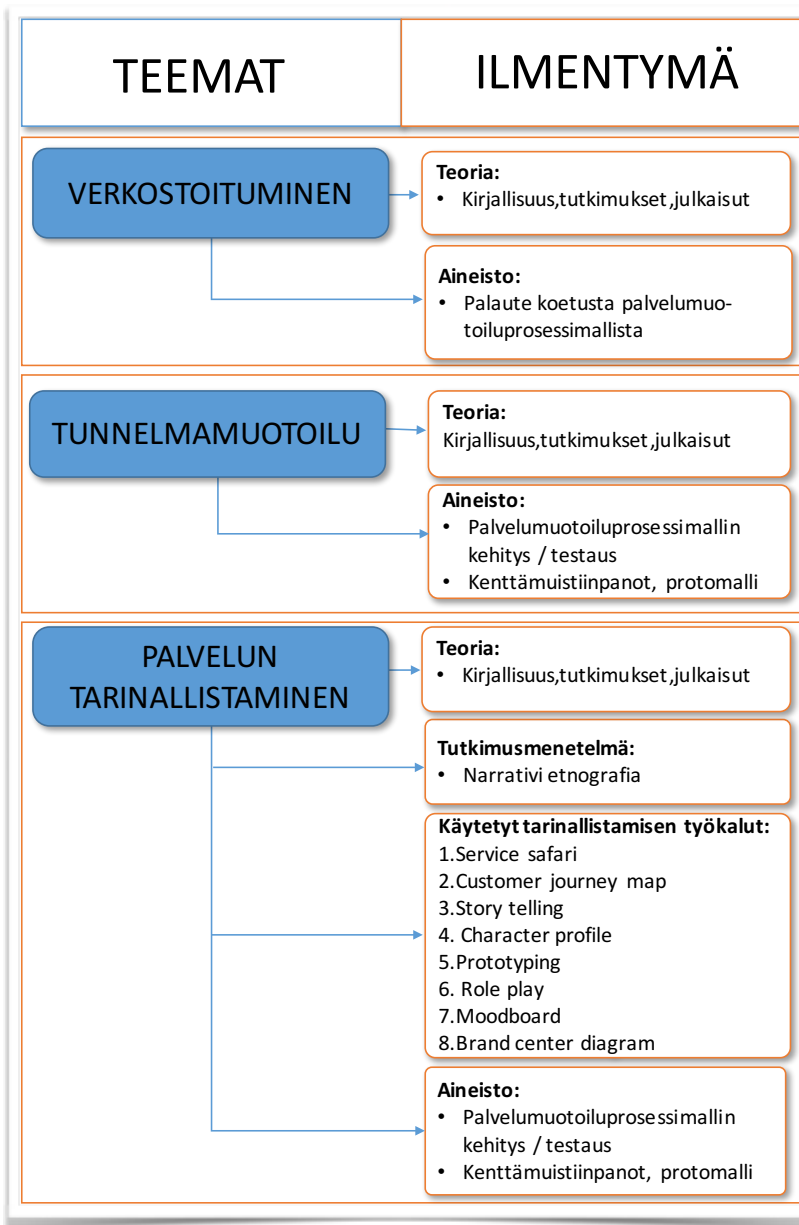 TEEMAT
ILMENTYMÄ
VERKOSTOITUMINEN
Teoria:
• Kirjallisuus,tutkimukset,julkaisut
Aineisto:
• Palaute koetusta palvelumuo-
toiluprosessimallista
TUNNELMAMUOTOILU
Teoria:
Kirjallisuus,tutkimukset,julkaisut
Aineisto:
• Palvelumuotoiluprosessimallin
kehitys / testaus
• Kenttämuistiinpanot, protomalli
PALVELUN
TARINALLISTAMINEN
Teoria:
• Kirjallisuus,tutkimukset,julkaisut
Tutkimusmenetelmä:
• Narrativi etnografia
Käytetyt tarinallistamisen työkalut:
1.Service safari
2.Customer journey map
3.Story telling
4. Character profile
5.Prototyping
6. Role play
7.Moodboard
8.Brand center diagram
Aineisto:
• Palvelumuotoiluprosessimallin
kehitys / testaus
• Kenttämuistiinpanot, protomalli